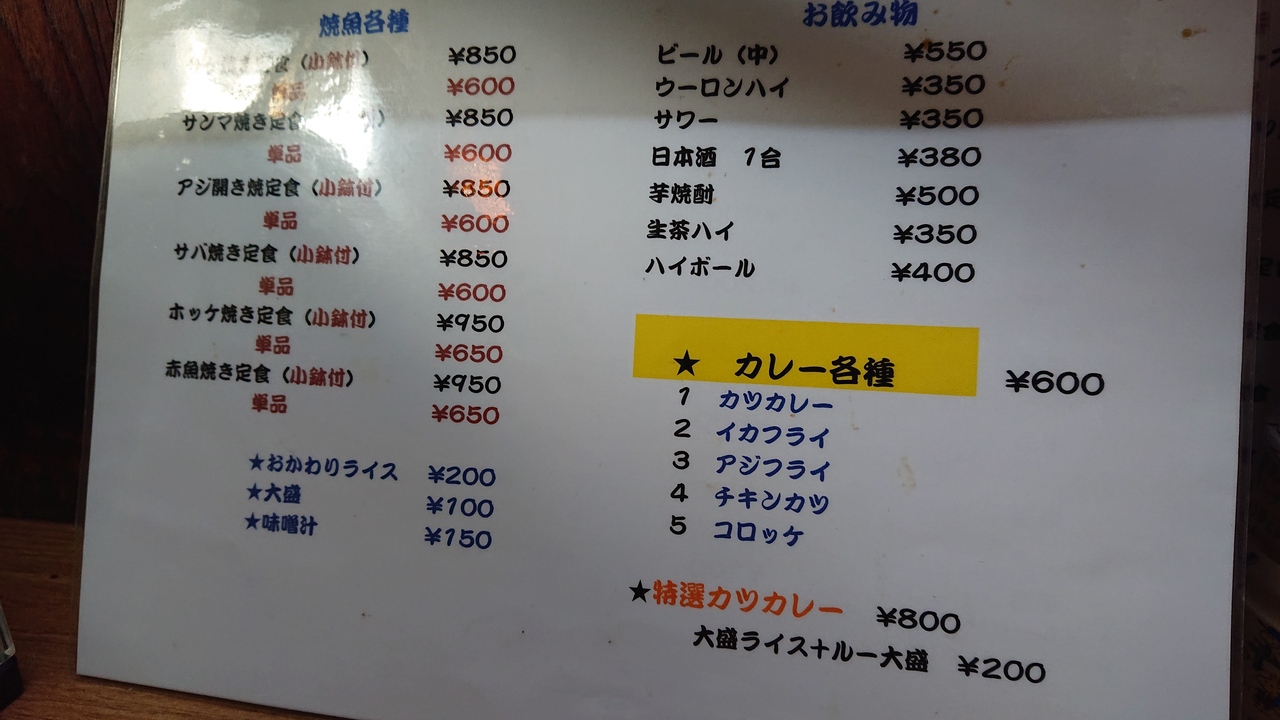 焼魚各種
食（小鉢付） ¥850
単品 ¥600
サンマ焼き定食 ） ¥850
単品 ¥600
アジ開き焼定食（小鉢付） ¥850
単品 ¥600
サバ焼き定食（小鉢付） ¥850
単品 ¥600
ホッケ焼き定食（小鉢付） ¥950
単品 ¥650
赤魚焼き定食（小鉢付） ¥950
単品 ¥650
★おかわりライス ¥200
★大盛 ¥100
★味噌汁 ¥150
お飲み物
ビール（中） ¥550
ウーロンハイ ¥350
サワー ¥350
日本酒 1合 ¥380
芋焼酎 ¥500
生茶ハイ ¥350
ハイボール ¥400
★ カレー各種 ¥600
1 カツカレー
2 イカフライ
3 アジフライ
4 チキンカツ
5 コロッケ
★特選カツカレー ¥800
大盛ライス+ルー大盛 ¥200